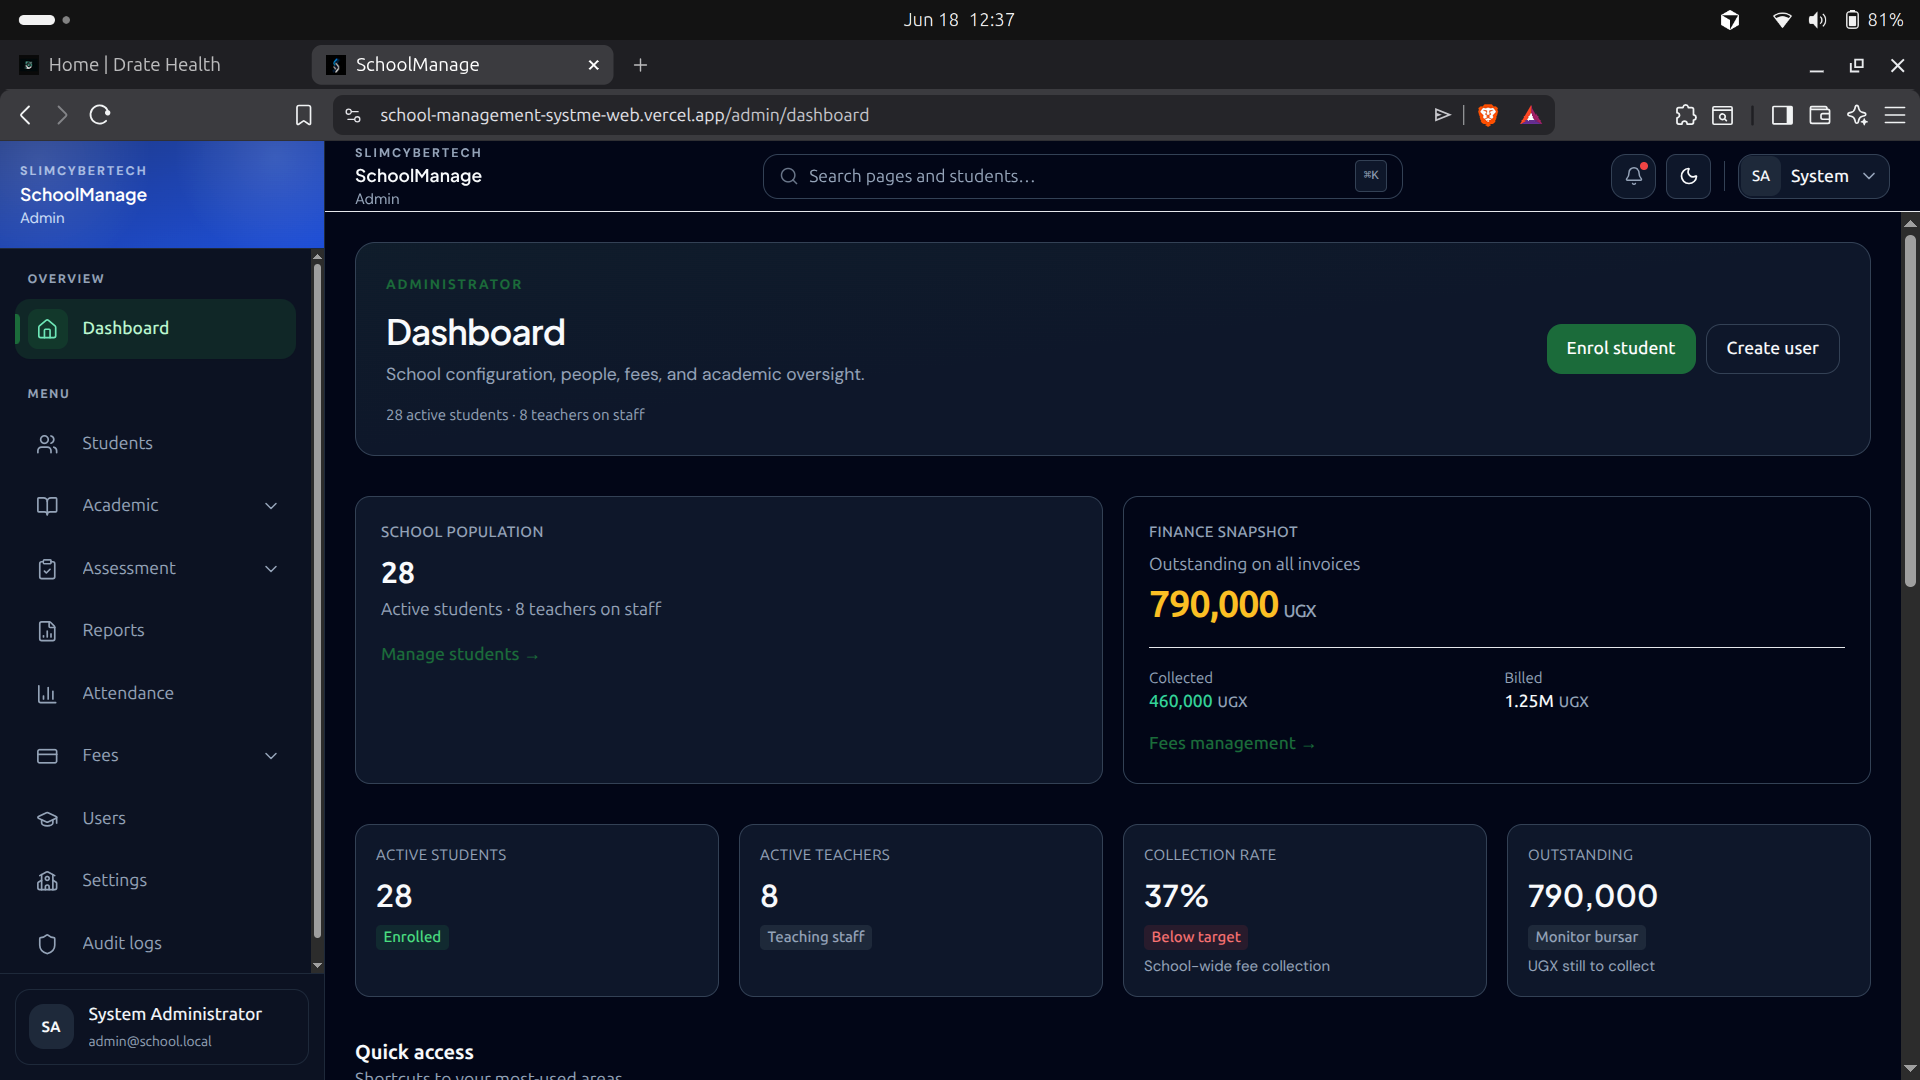 Jun 18 12:37
81%
Home | Drate Health
SchoolManage
school-management-systme-web.vercel.app/admin/dashboard
SLIMCYBERTECH
SchoolManage
Admin
OVERVIEW
Dashboard
MENU
Students
Academic
Assessment
Reports
Attendance
Fees
Users
Settings
Audit logs
SA
System Administrator
admin@school.local
SLIMCYBERTECH
SchoolManage
Admin
Search pages and students...
⌘K
SA System
ADMINISTRATOR
Dashboard
School configuration, people, fees, and academic oversight.
28 active students · 8 teachers on staff
Enrol student
Create user
SCHOOL POPULATION
28
Active students · 8 teachers on staff
Manage students →
FINANCE SNAPSHOT
Outstanding on all invoices
790,000 UGX
Collected
460,000 UGX
Billed
1.25M UGX
Fees management →
ACTIVE STUDENTS
28
Enrolled
ACTIVE TEACHERS
8
Teaching staff
COLLECTION RATE
37%
Below target
School-wide fee collection
OUTSTANDING
790,000
Monitor bursar
UGX still to collect
Quick access
Shortcuts to your most-used areas